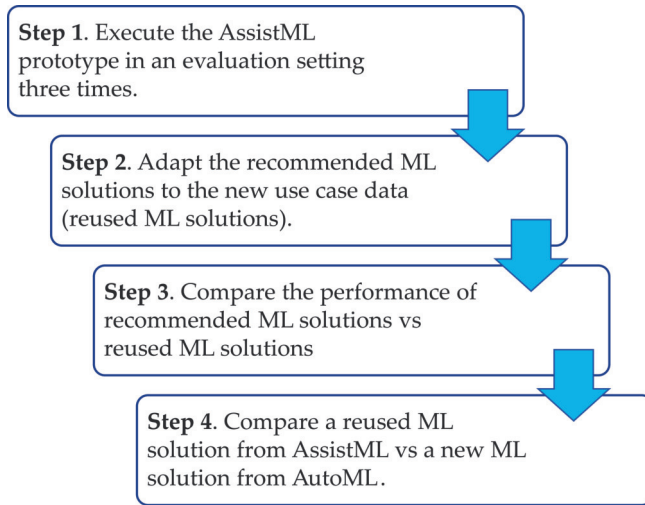 Step 1. Execute the AssistML
prototype in an evaluation setting
three times.
Step 2. Adapt the recommended ML
solutions to the new use case data
(reused ML solutions).
Step 3. Compare the performance of
recommended ML solutions vs
reused ML solutions
Step 4. Compare a reused ML
solution from AssistML vs a new ML
solution from AutoML.